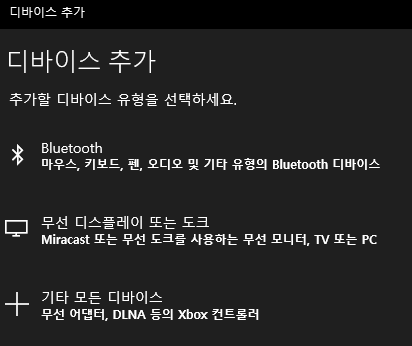 디바이스 추가
디바이스 추가
추가할 디바이스 유형을 선택하세요.
Bluetooth
마우스, 키보드, 펜, 오디오 및 기타 유형의 Bluetooth 디바이스
무선 디스플레이 또는 도크
Miracast 또는 무선 도크를 사용하는 무선 모니터, TV 또는 PC
기타 모든 디바이스
무선 어댑터, DLNA 등의 Xbox 컨트롤러